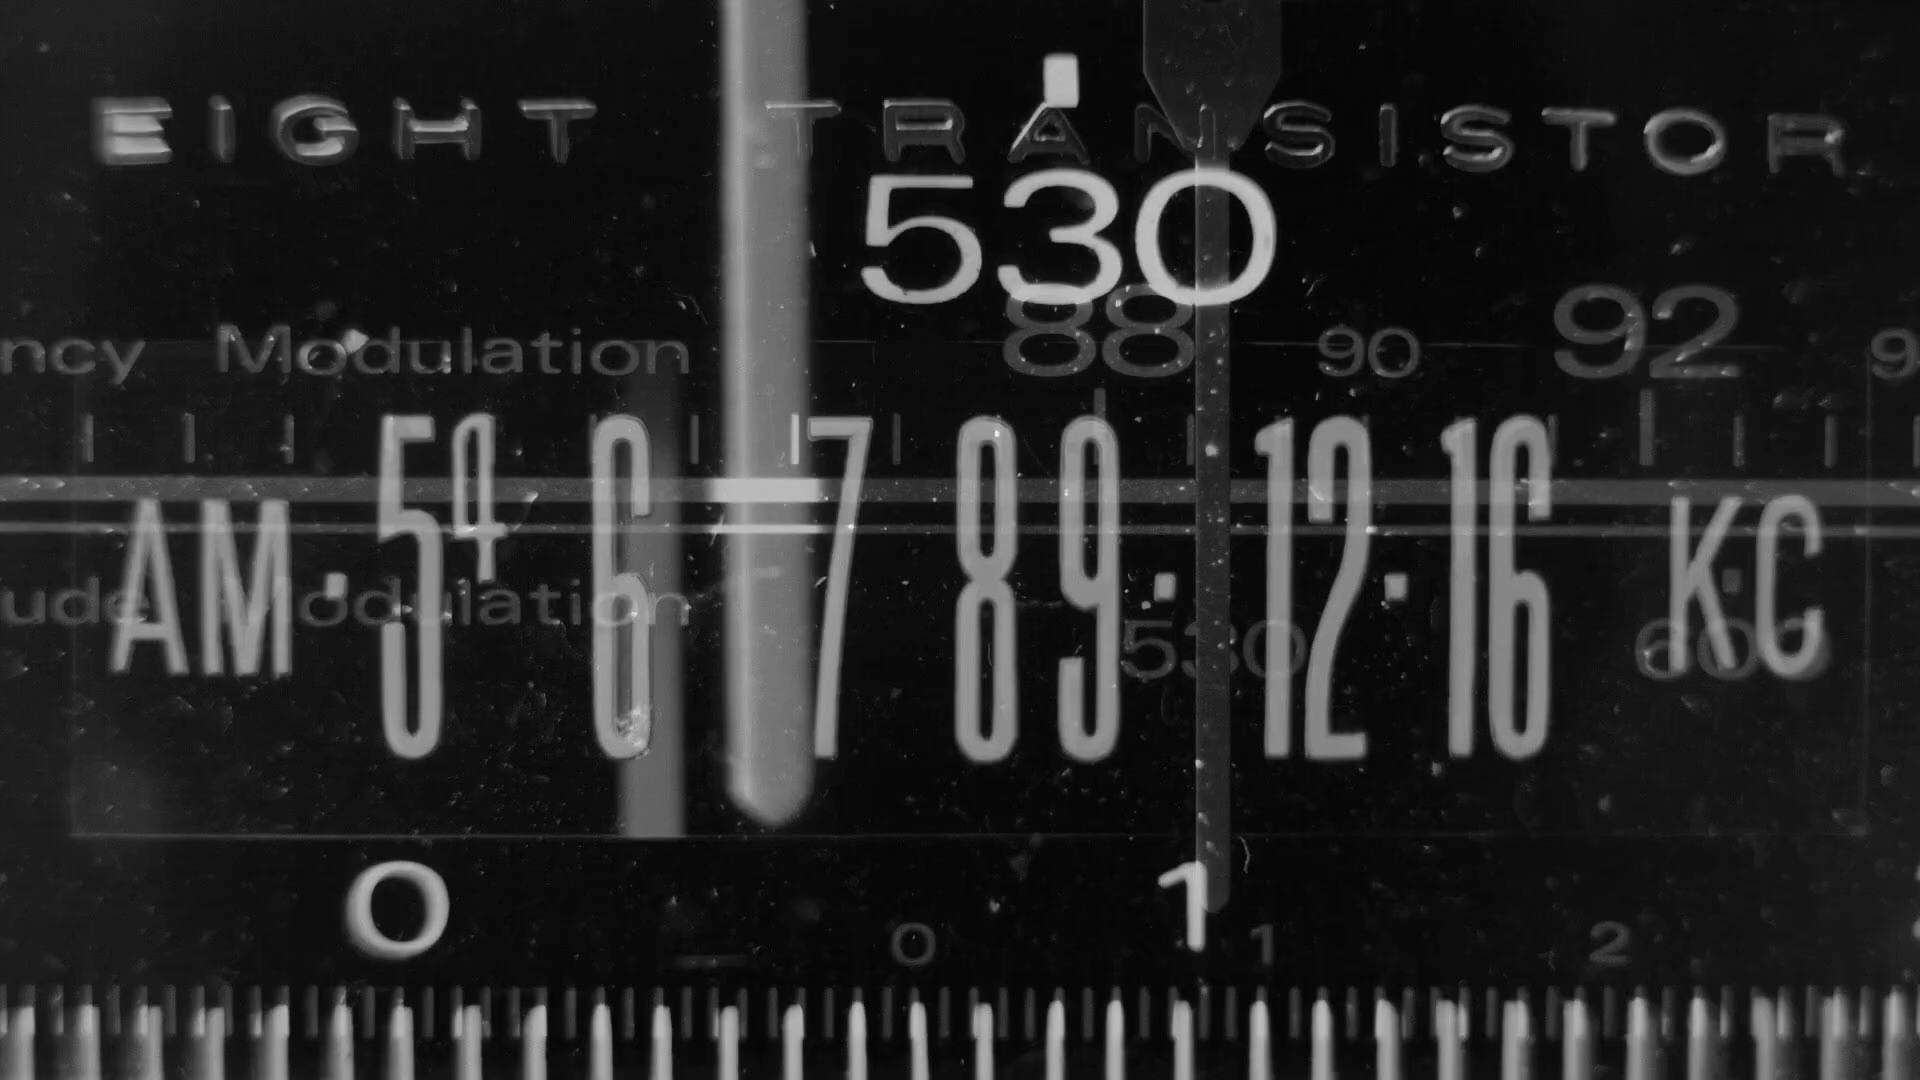 EIGHT TRANSISTOR
530
ncy Modulation 88 90 92 9
AM · 54 6 7 8 9 · 12 · 16 KC
ude Modulation
530 600
0 1
0 1 2